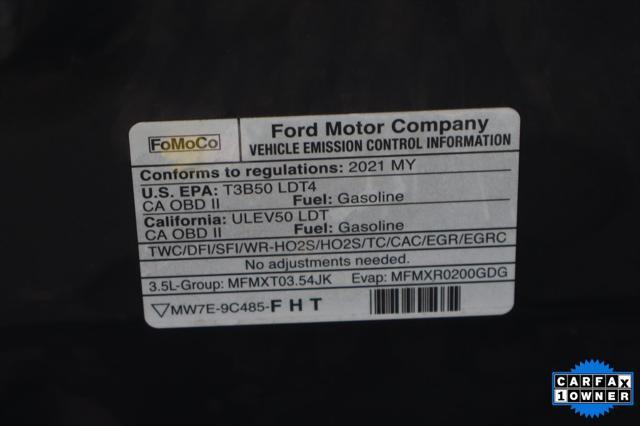 FoMoCo
Ford Motor Company
VEHICLE EMISSION CONTROL INFORMATION
Conforms to regulations: 2021 MY
U.S. EPA: T3B50 LDT4
CA OBD II Fuel: Gasoline
California: ULEV50 LDT
CA OBD II Fuel: Gasoline
TWC/DFI/SFI/WR-HO2S/HO2S/TC/CAC/EGR/EGRC
No adjustments needed.
3.5L-Group: MFMXT03.54JK Evap: MFMXR0200GDG
MW7E-9C485-F H T
CARFAX
1 OWNER